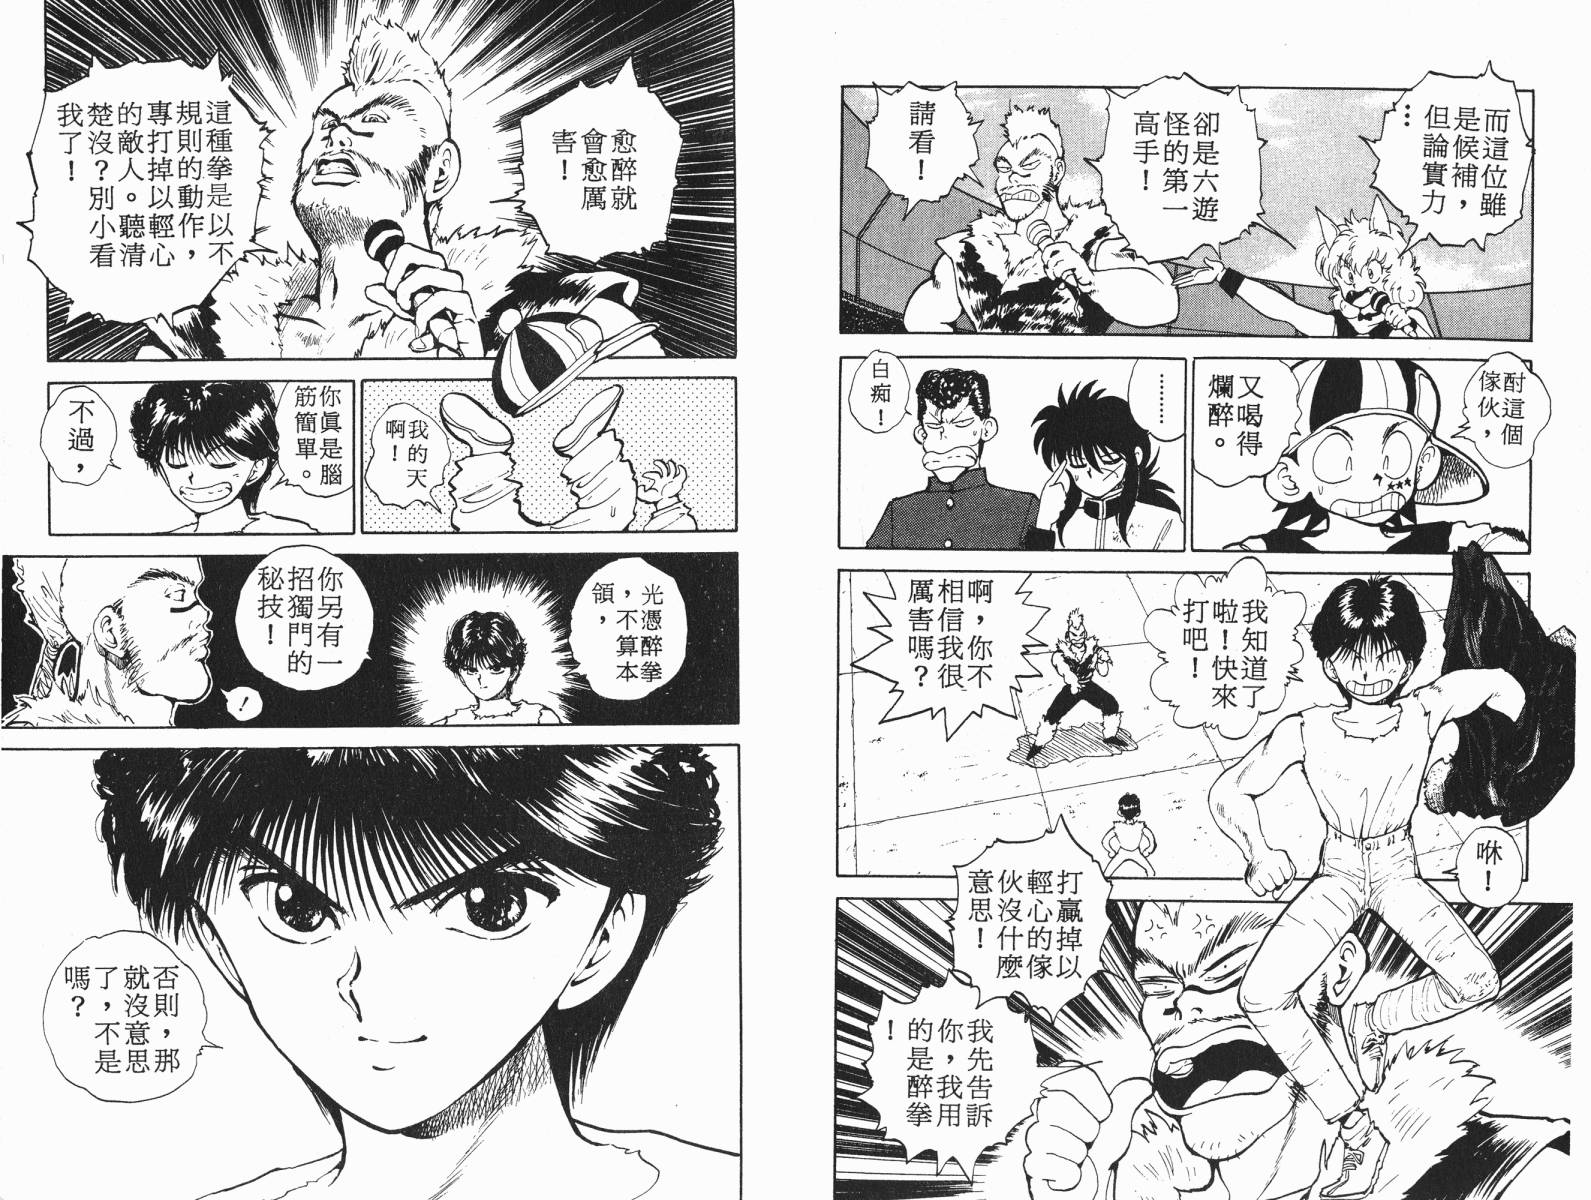 而這位雖
是候補，
但論實力
…
卻是六遊
怪的第一
高手！
請看！
酎這個
傢伙，
又喝得
爛醉。
………
白痴！
我知道了
啦！快來
打吧！
啊，你不
相信我很
厲害嗎？
咻！
打贏掉以
輕心的傢
伙沒什麼
意思！
我先告訴
你，我用
的是醉拳
！
愈醉就
會愈厲
害！
這種拳是以不
規則的動作，
專打掉以輕心
的敵人。聽清
楚沒？別小看
我了！
我的天
啊！
你眞是腦
筋簡單。
不過，
光憑醉拳
，不算本
領，
你另有一
招獨門的
秘技！
！
否則，那
就沒意思
了，不是
嗎？